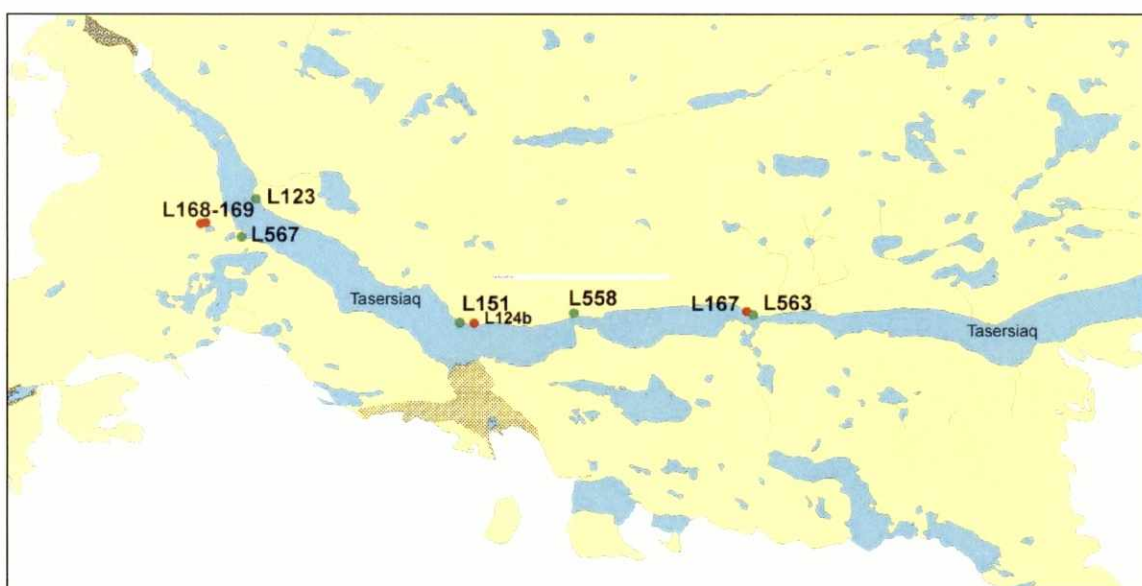 L123
L168-169
L567
Tasersiaq
L151
L124b
L558
L167
L563
Tasersiaq